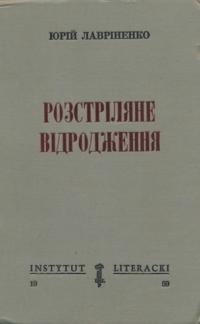 ЮРІЙ ЛАВРІНЕНКО
РОЗСТРІЛЯНЕ
ВІДРОДЖЕННЯ
INSTYTUT LITERACKI
19 59